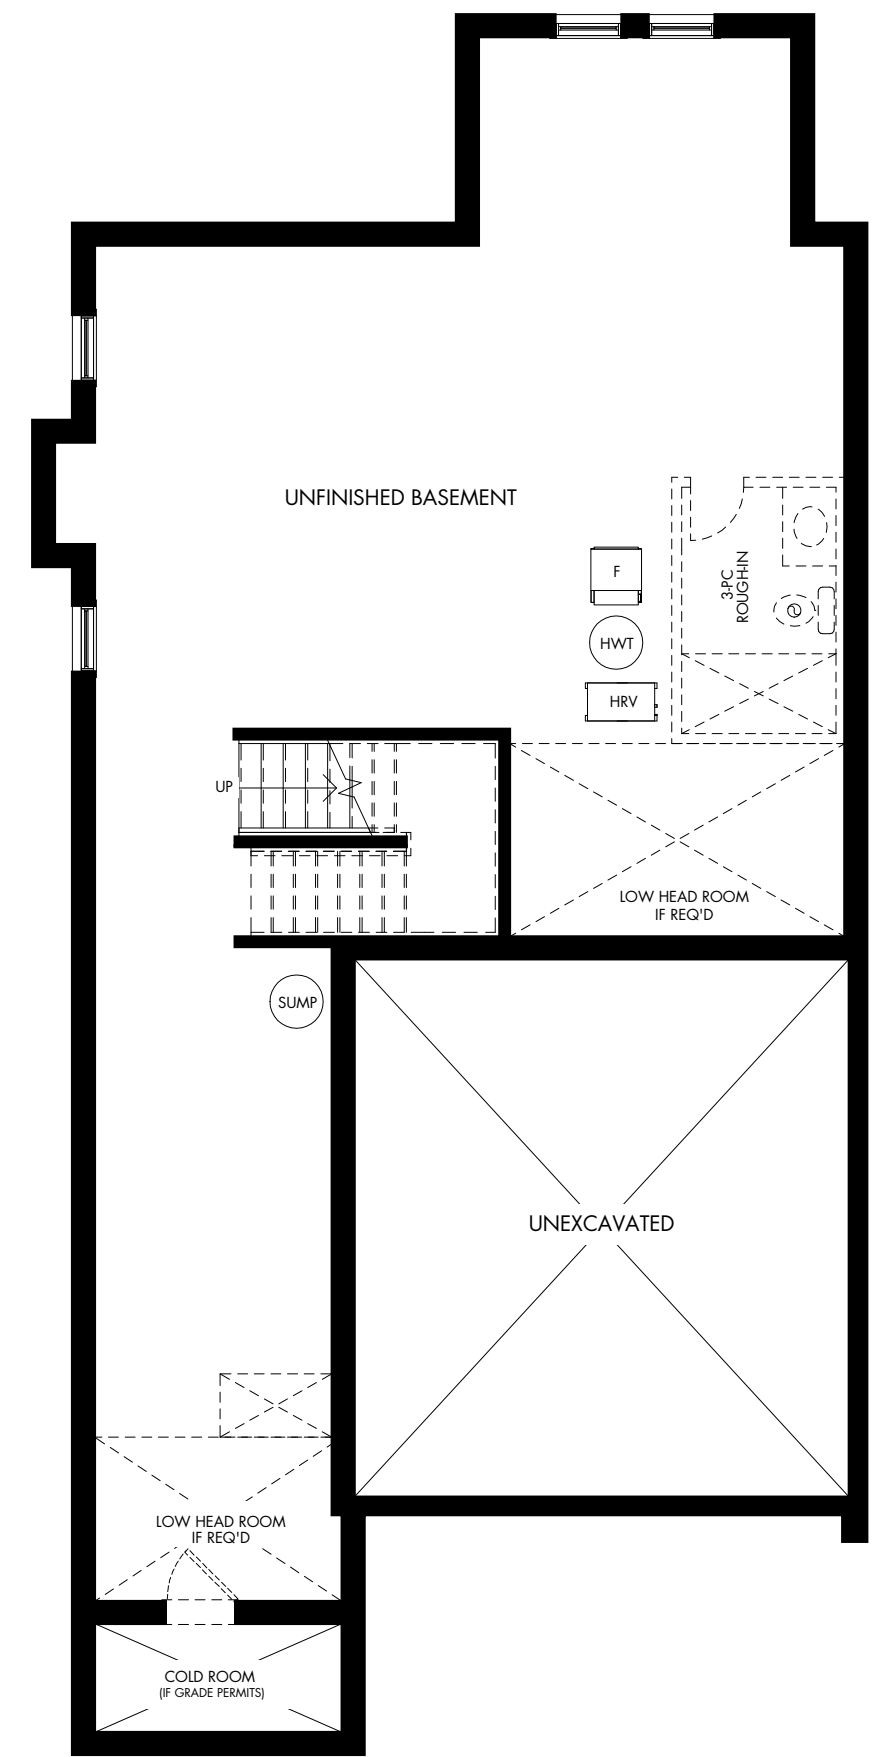 UNFINISHED BASEMENT
F
3-PC
ROUGH-IN
HWT
HRV
UP
LOW HEAD ROOM
IF REQ'D
SUMP
UNEXCAVATED
LOW HEAD ROOM
IF REQ'D
COLD ROOM
(IF GRADE PERMITS)